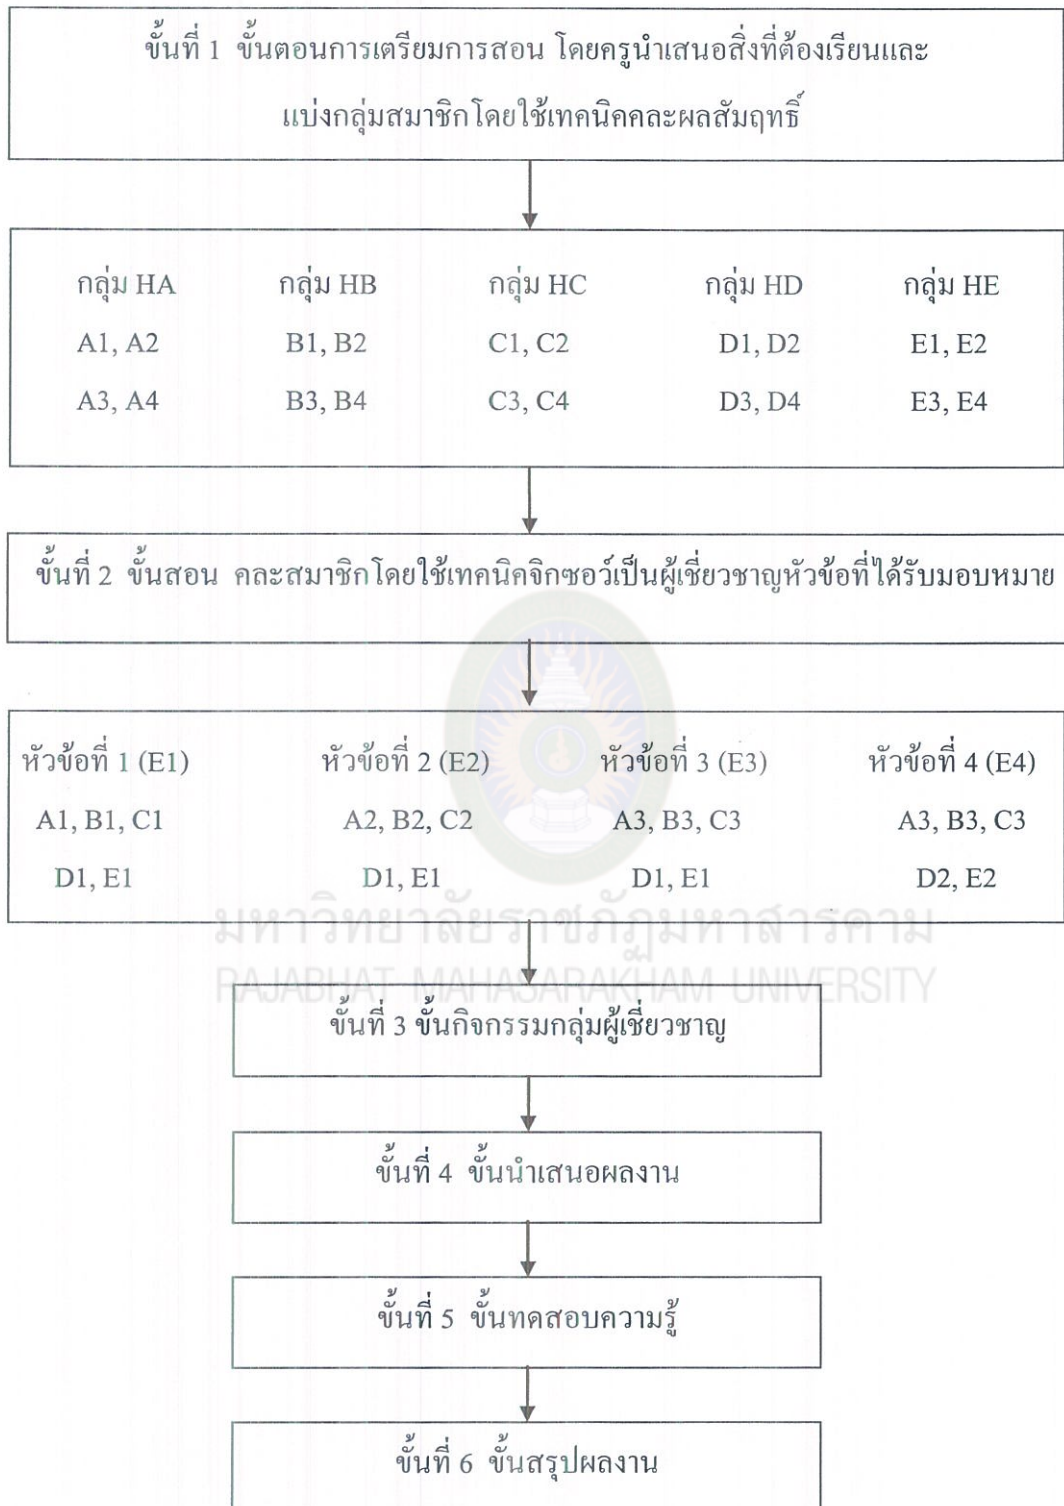 ขั้นที่ 1 ขั้นตอนการเตรียมการสอน โดยครูนำเสนอสิ่งที่ต้องเรียนและ
แบ่งกลุ่มสมาชิกโดยใช้เทคนิคคละผลสัมฤทธิ์
กลุ่ม HA กลุ่ม HB กลุ่ม HC กลุ่ม HD กลุ่ม HE
A1, A2 B1, B2 C1, C2 D1, D2 E1, E2
A3, A4 B3, B4 C3, C4 D3, D4 E3, E4
ขั้นที่ 2 ขั้นสอน คละสมาชิกโดยใช้เทคนิคจิกซอว์เป็นผู้เชี่ยวชาญหัวข้อที่ได้รับมอบหมาย
หัวข้อที่ 1 (E1) หัวข้อที่ 2 (E2) หัวข้อที่ 3 (E3) หัวข้อที่ 4 (E4)
A1, B1, C1 A2, B2, C2 A3, B3, C3 A3, B3, C3
D1, E1 D1, E1 D1, E1 D2, E2
มหาวิทยาลัยราชภัฏมหาสารคาม
RAJABHAT MAHASARAKHAM UNIVERSITY
ขั้นที่ 3 ขั้นกิจกรรมกลุ่มผู้เชี่ยวชาญ
ขั้นที่ 4 ขั้นนำเสนอผลงาน
ขั้นที่ 5 ขั้นทดสอบความรู้
ขั้นที่ 6 ขั้นสรุปผลงาน